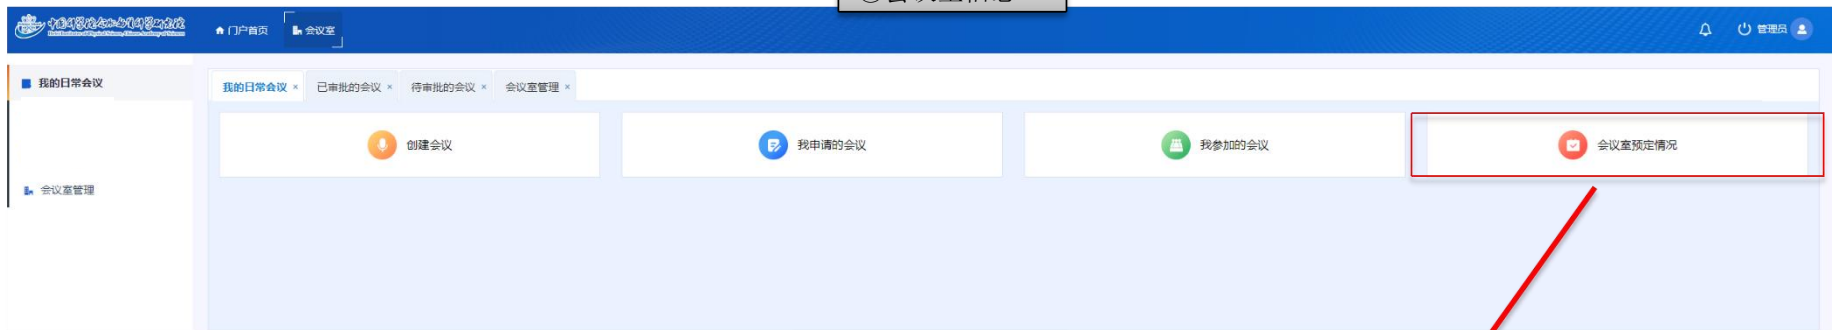 门户首页
会议室
管理员
我的日常会议
我的日常会议 ×
已审批的会议 ×
待审批的会议 ×
会议室管理 ×
创建会议
我申请的会议
我参加的会议
会议室预定情况
会议室管理